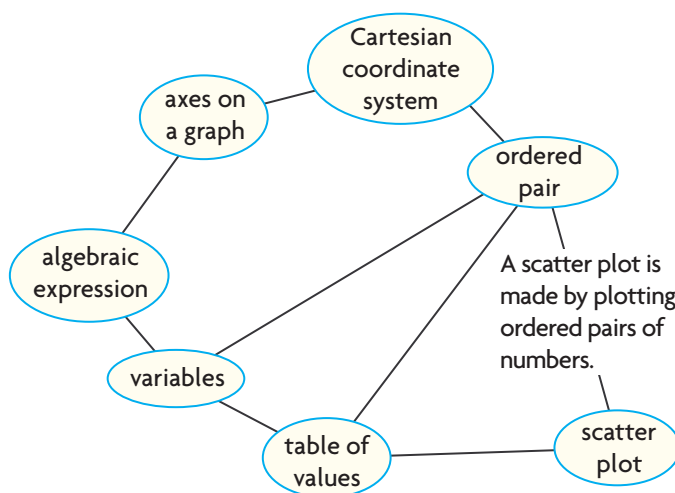 Cartesian
coordinate
system
axes on
a graph
ordered
pair
algebraic
expression
A scatter plot is
made by plotting
ordered pairs of
numbers.
variables
table of
values
scatter
plot